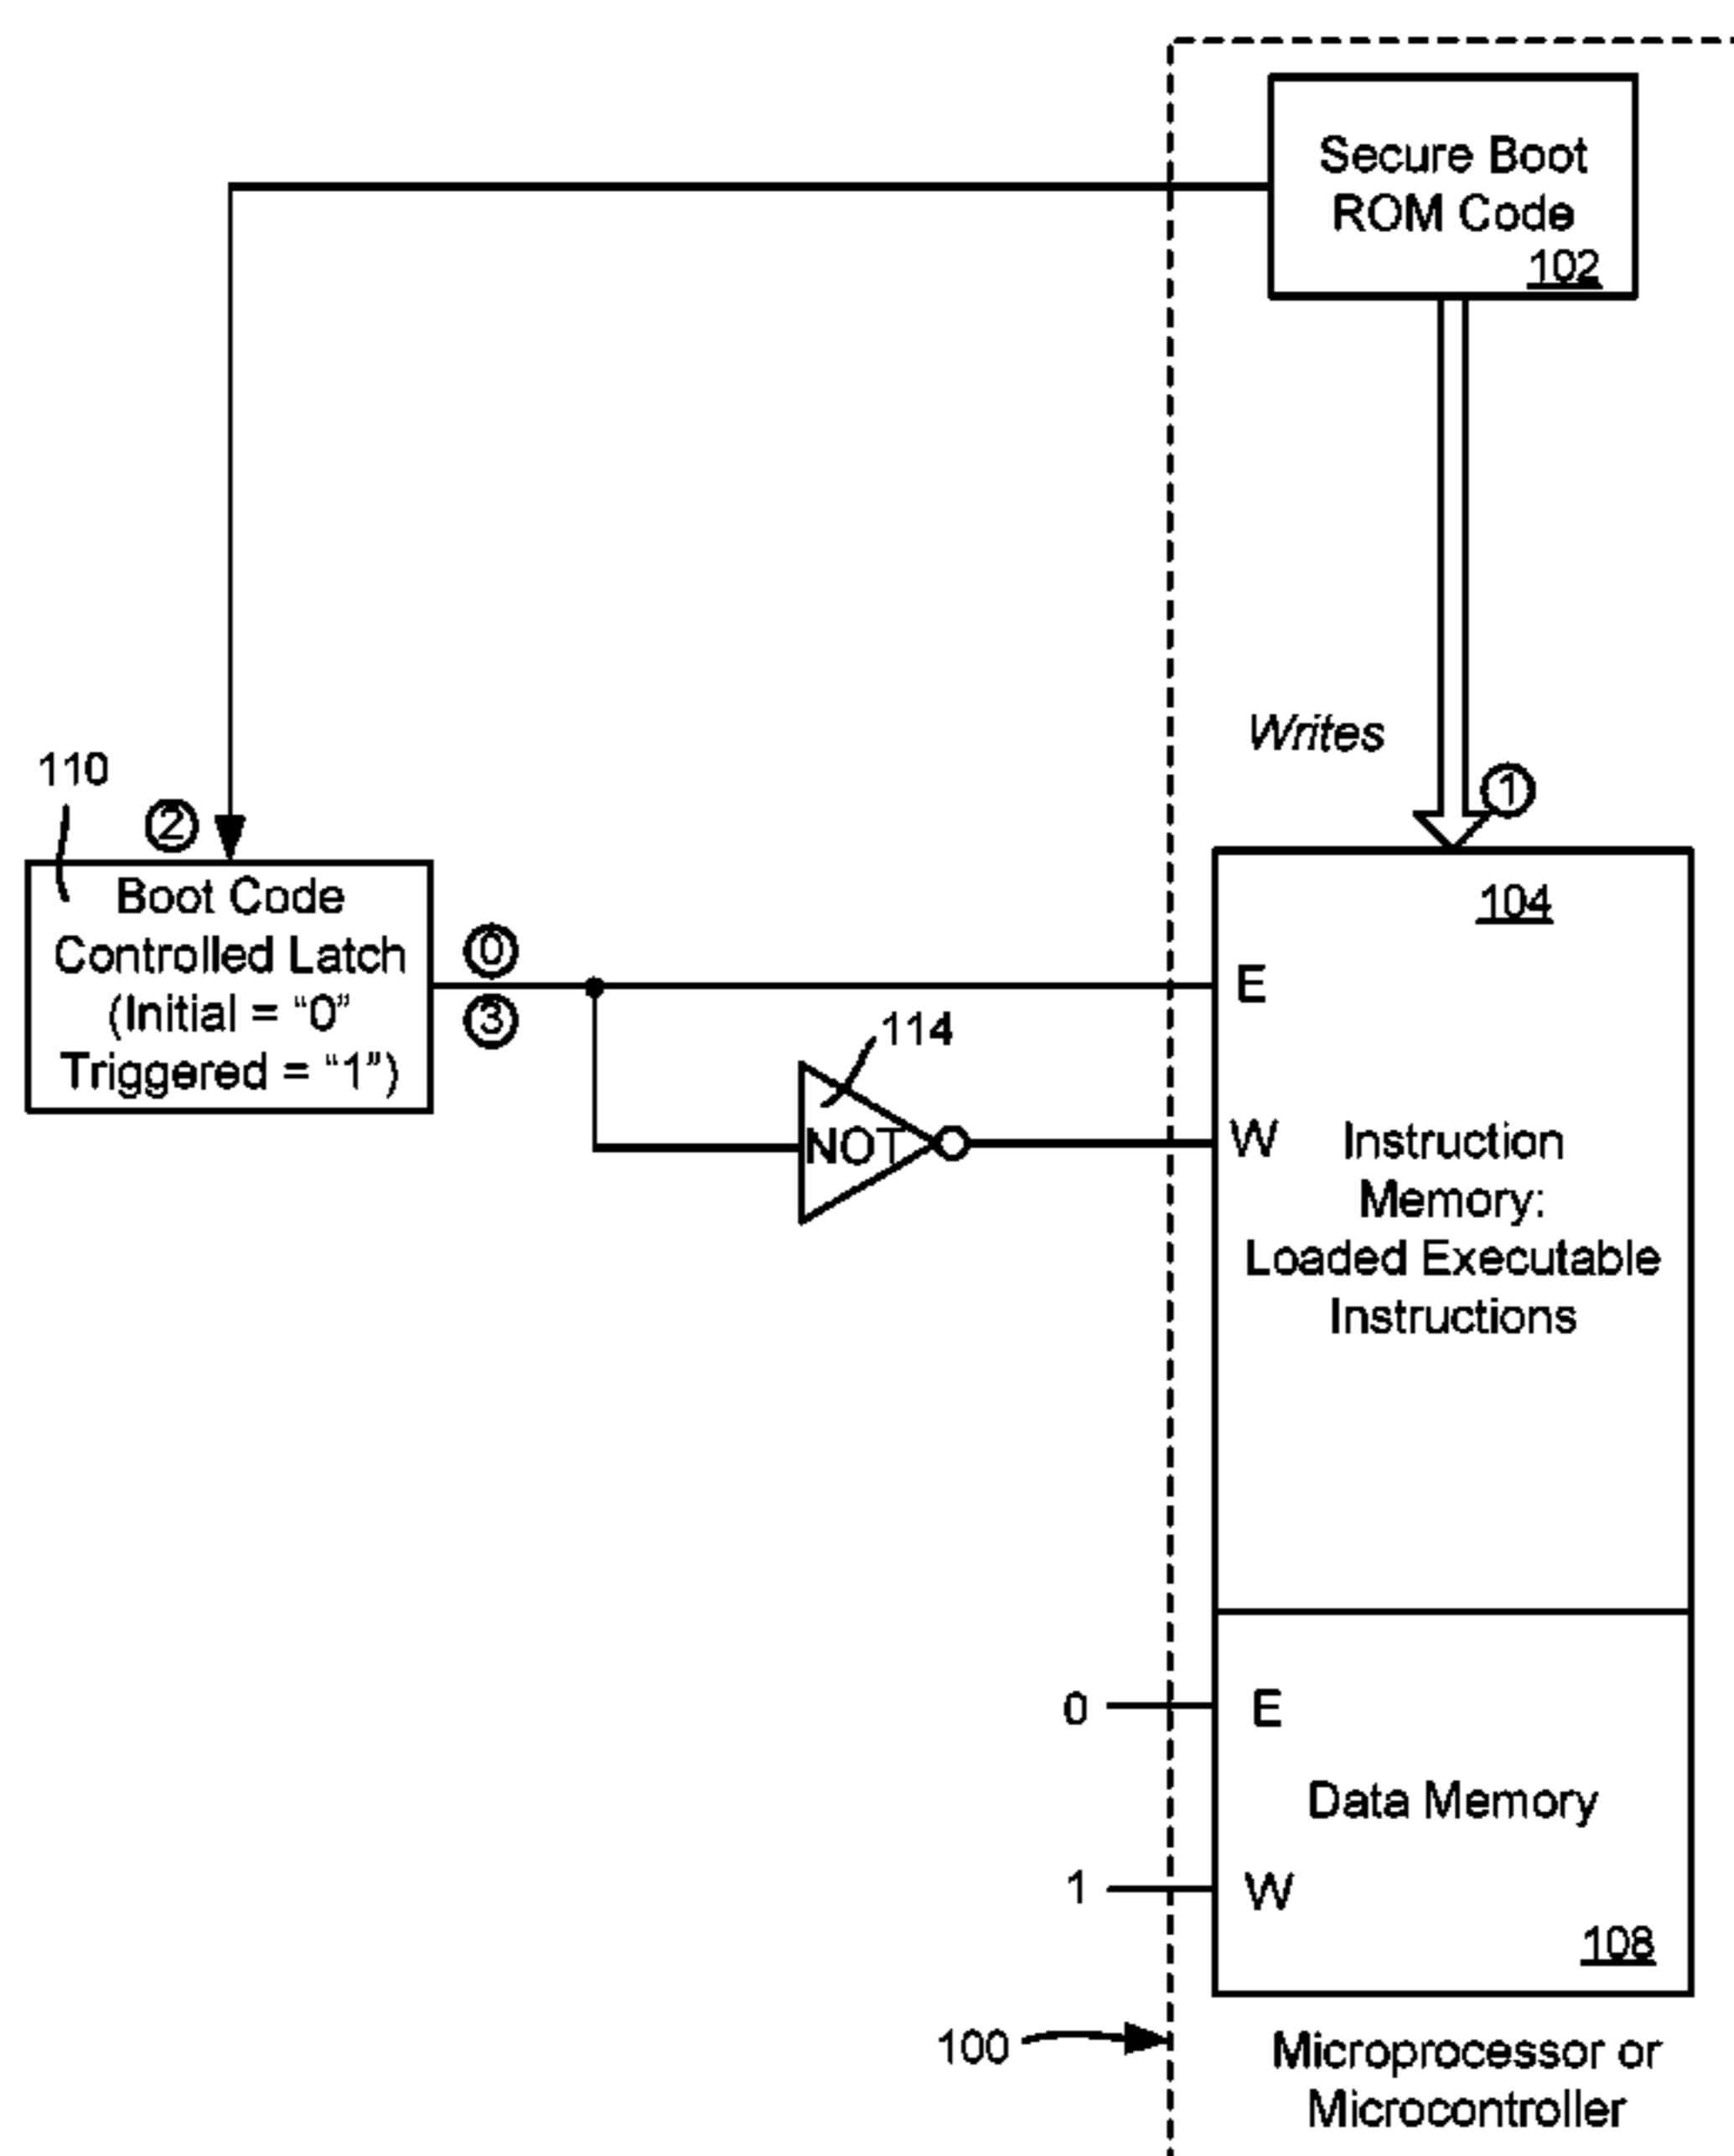 Secure Boot
ROM Code
102
Writes
1
110
2
Boot Code
Controlled Latch
(Initial = “0”
Triggered = “1”)
0
3
114
NOT
104
E
W
Instruction
Memory:
Loaded Executable
Instructions
0
E
Data Memory
1
W
108
100
Microprocessor or
Microcontroller